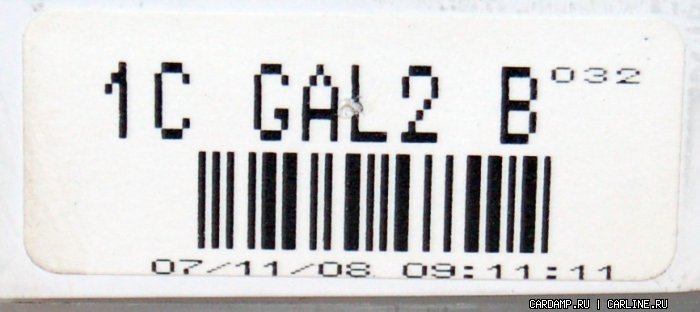 1C GAL2 B 032
07/11/08 09:11:11
CARDAMP.RU | CARLINE.RU